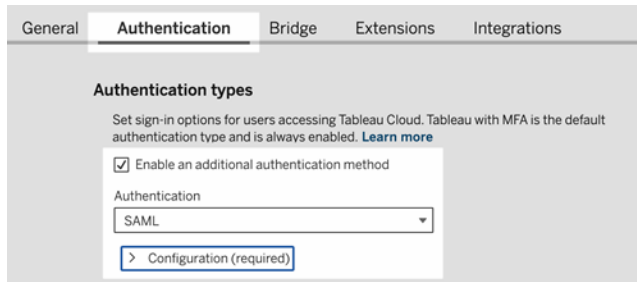 General Authentication Bridge Extensions Integrations
Authentication types
Set sign-in options for users accessing Tableau Cloud. Tableau with MFA is the default
authentication type and is always enabled. Learn more
Enable an additional authentication method
Authentication
SAML
Configuration (required)